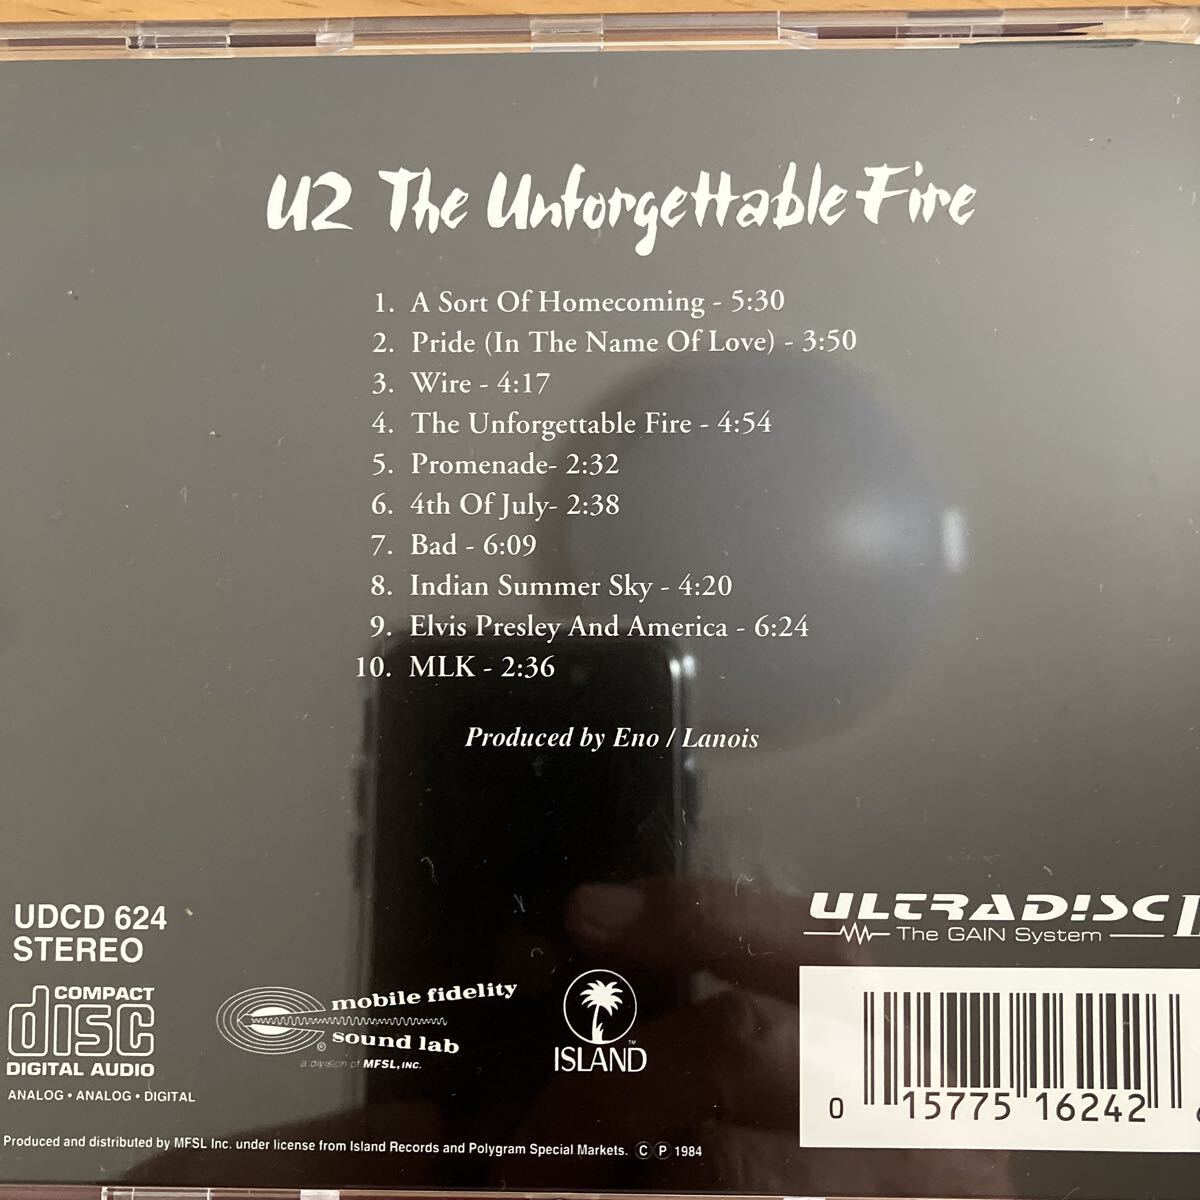 U2 The Unforgettable Fire
1. A Sort Of Homecoming - 5:30
2. Pride (In The Name Of Love) - 3:50
3. Wire - 4:17
4. The Unforgettable Fire - 4:54
5. Promenade- 2:32
6. 4th Of July- 2:38
7. Bad - 6:09
8. Indian Summer Sky - 4:20
9. Elvis Presley And America - 6:24
10. MLK - 2:36
Produced by Eno / Lanois
UDCD 624
STEREO
COMPACT
disc
DIGITAL AUDIO
ANALOG • ANALOG • DIGITAL
mobile fidelity
sound lab
®
a division of MFSL, INC.
ISLAND™
ULTRADISC II
The GAIN System
0 15775 16242 6
Produced and distributed by MFSL Inc. under license from Island Records and Polygram Special Markets. Ⓒ Ⓟ 1984